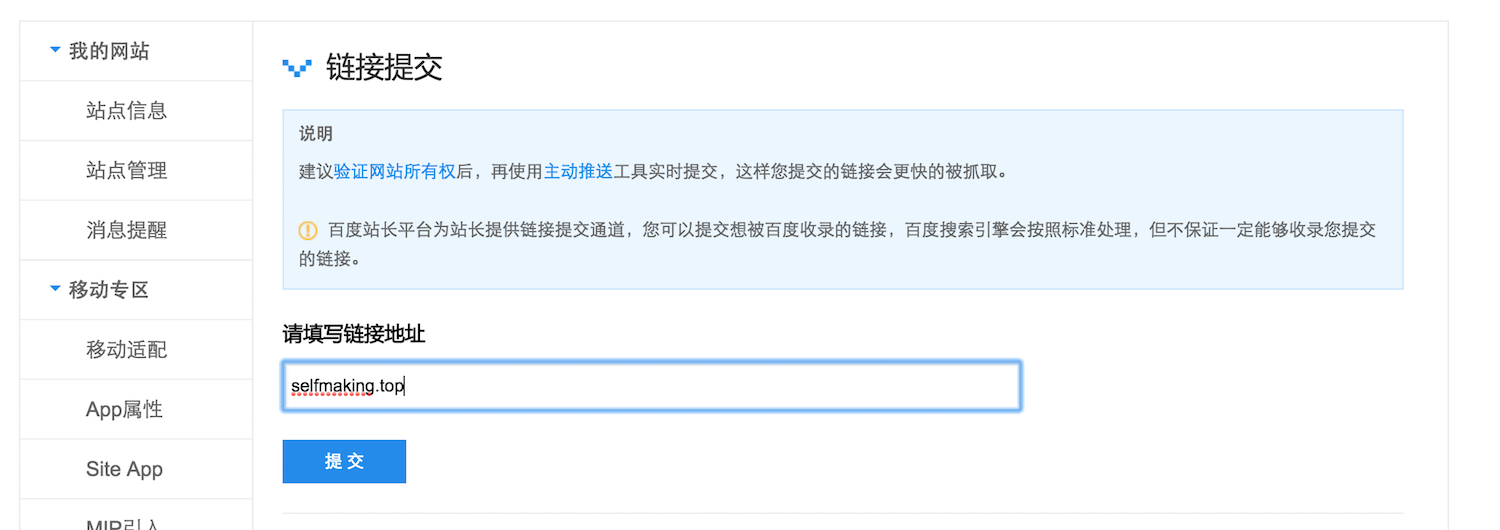 我的网站
站点信息
站点管理
消息提醒
移动专区
移动适配
App属性
Site App
MIP引入
链接提交
说明
建议验证网站所有权后，再使用主动推送工具实时提交，这样您提交的链接会更快的被抓取。
百度站长平台为站长提供链接提交通道，您可以提交想被百度收录的链接，百度搜索引擎会按照标准处理，但不保证一定能够收录您提交
的链接。
请填写链接地址
selfmaking.top
提 交